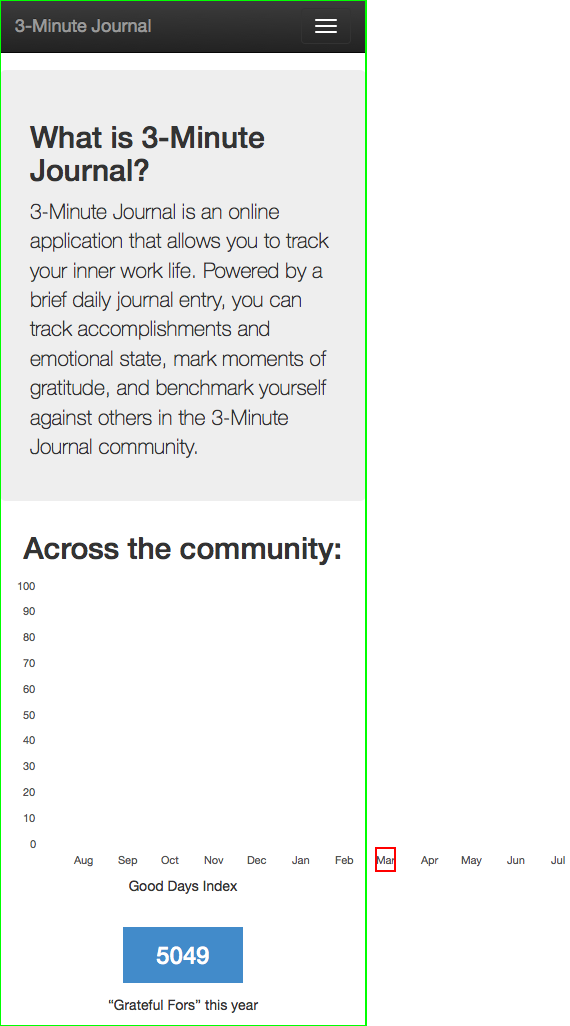 3-Minute Journal
What is 3-Minute
Journal?
3-Minute Journal is an online
application that allows you to track
your inner work life. Powered by a
brief daily journal entry, you can
track accomplishments and
emotional state, mark moments of
gratitude, and benchmark yourself
against others in the 3-Minute
Journal community.
Across the community:
100
90
80
70
60
50
40
30
20
10
0
Aug Sep Oct Nov Dec Jan Feb Mar Apr May Jun Jul
Good Days Index
5049
“Grateful Fors” this year